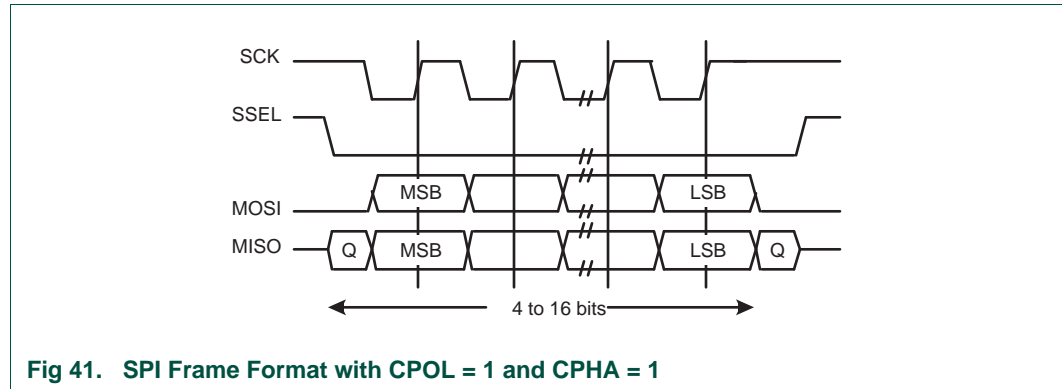 SCK
SSEL
MOSI MSB LSB
MISO Q MSB LSB Q
4 to 16 bits
Fig 41. SPI Frame Format with CPOL = 1 and CPHA = 1